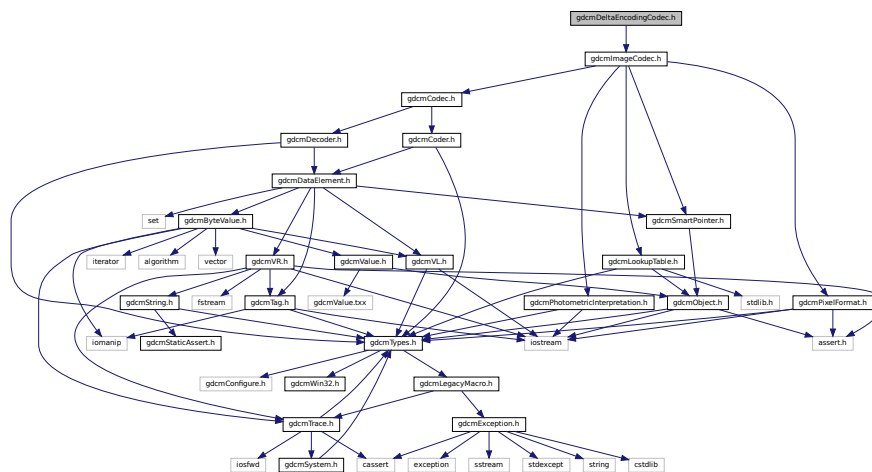 gdcmDeltaEncodingCodec.h
gdcmImageCodec.h
gdcmCodec.h
gdcmDecoder.h
gdcmCoder.h
gdcmDataElement.h
set
gdcmByteValue.h
gdcmSmartPointer.h
iterator
algorithm
vector
gdcmVR.h
gdcmValue.h
gdcmVL.h
gdcmLookupTable.h
gdcmString.h
fstream
gdcmTag.h
gdcmValue.txx
gdcmPhotometricInterpretation.h
gdcmObject.h
stdlib.h
gdcmPixelFormat.h
iomanip
gdcmStaticAssert.h
gdcmTypes.h
iostream
assert.h
gdcmConfigure.h
gdcmWin32.h
gdcmLegacyMacro.h
gdcmTrace.h
gdcmException.h
iosfwd
gdcmSystem.h
cassert
exception
sstream
stdexcept
string
cstdlib